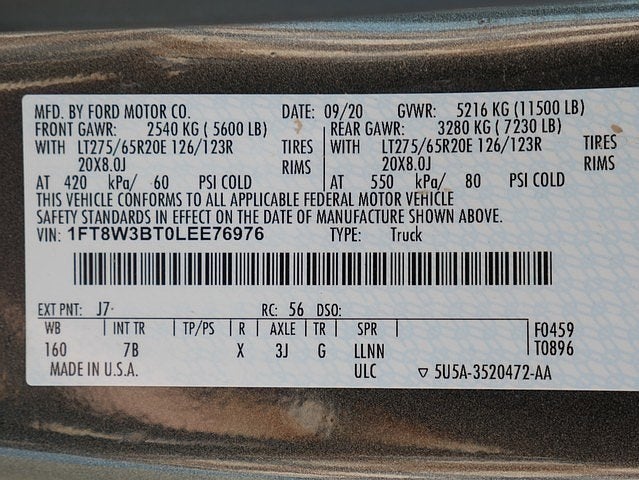 MFD. BY FORD MOTOR CO. DATE: 09/20 GVWR: 5216 KG (11500 LB)
FRONT GAWR: 2540 KG ( 5600 LB) REAR GAWR: 3280 KG ( 7230 LB)
WITH LT275/65R20E 126/123R TIRES WITH LT275/65R20E 126/123R TIRES
20X8.0J RIMS 20X8.0J RIMS
AT 420 kPa/ 60 PSI COLD AT 550 kPa/ 80 PSI COLD
THIS VEHICLE CONFORMS TO ALL APPLICABLE FEDERAL MOTOR VEHICLE
SAFETY STANDARDS IN EFFECT ON THE DATE OF MANUFACTURE SHOWN ABOVE.
VIN: 1FT8W3BT0LEE76976 TYPE: Truck
EXT PNT: J7 RC: 56 DSO:
WB | INT TR | TP/PS | R | AXLE | TR | SPR | F0459
160 7B X 3J G LLNN T0896
MADE IN U.S.A. ULC ▽ 5U5A-3520472-AA